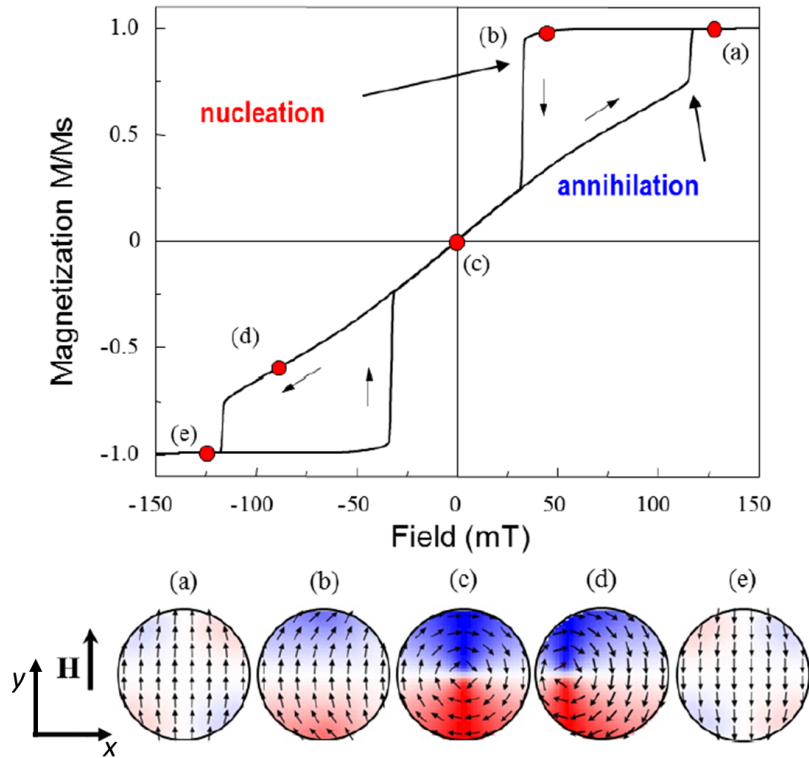 1.0
(b)
(a)
nucleation
0.5
annihilation
Magnetization M/Ms
0
(c)
(d)
-0.5
(e)
-1.0
-150 -100 -50 0 50 100 150
Field (mT)
(a) (b) (c) (d) (e)
H
y
x